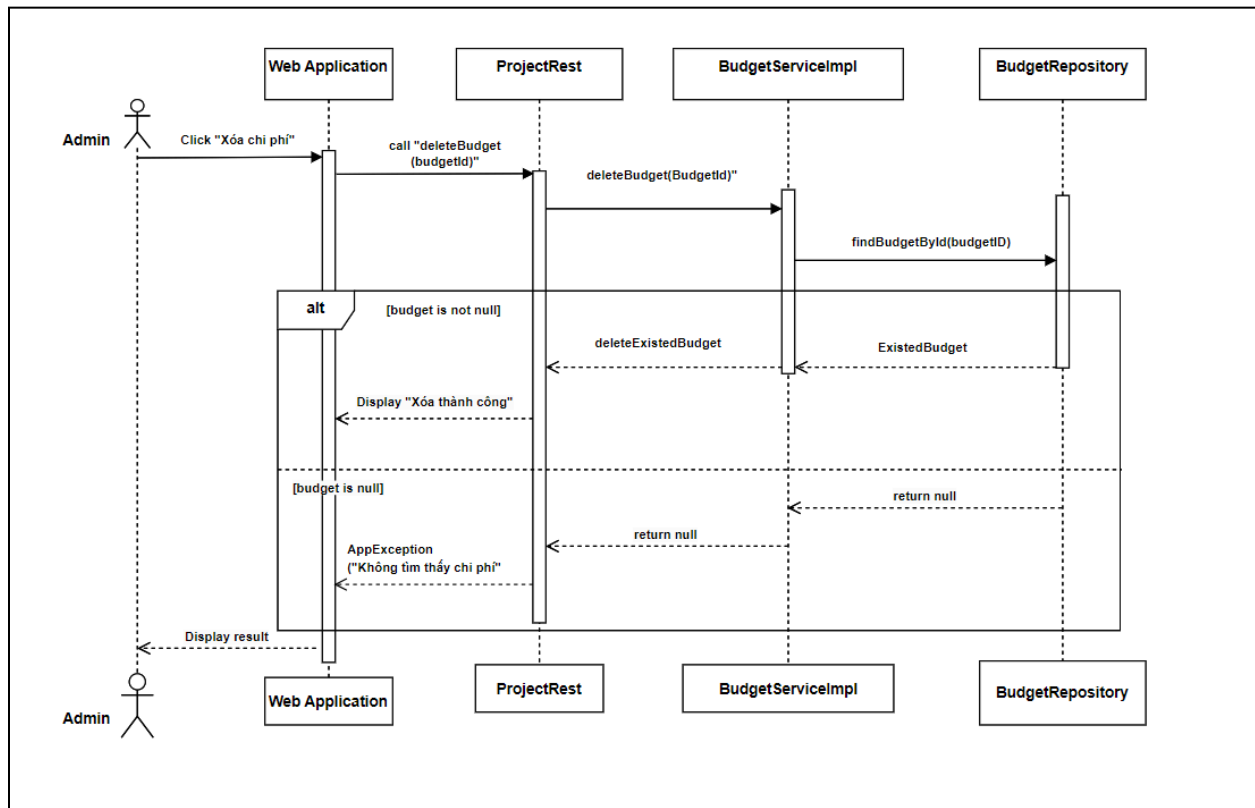 Web Application
ProjectRest
BudgetServiceImpl
BudgetRepository
Admin
Click "Xóa chi phí"
call "deleteBudget
(budgetId)"
deleteBudget(BudgetId)"
findBudgetById(budgetID)
alt
[budget is not null]
deleteExistedBudget
ExistedBudget
Display "Xóa thành công"
[budget is null]
return null
return null
AppException
("Không tìm thấy chi phí"
Display result
Admin
Web Application
ProjectRest
BudgetServiceImpl
BudgetRepository